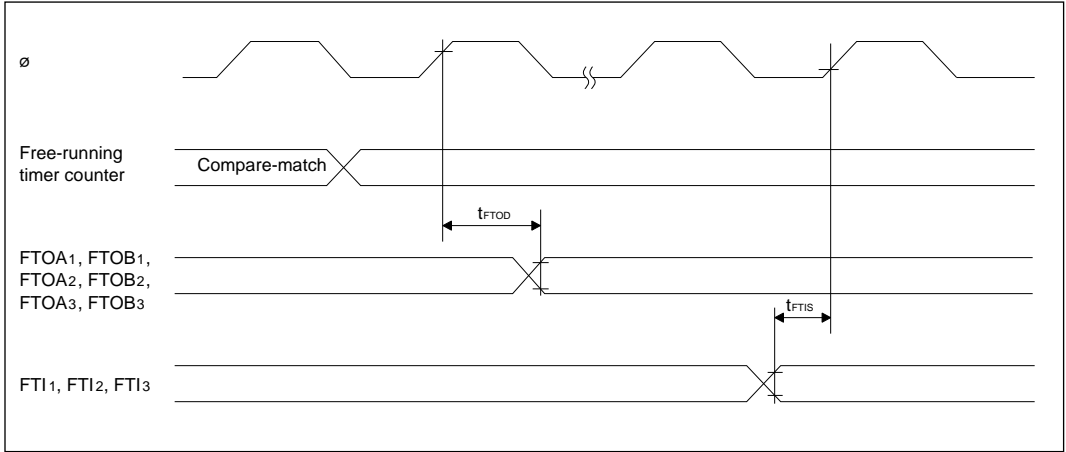 ø
Free-running
timer counter
Compare-match
tFTOD
FTOA1, FTOB1,
FTOA2, FTOB2,
FTOA3, FTOB3
tFTIS
FTI1, FTI2, FTI3